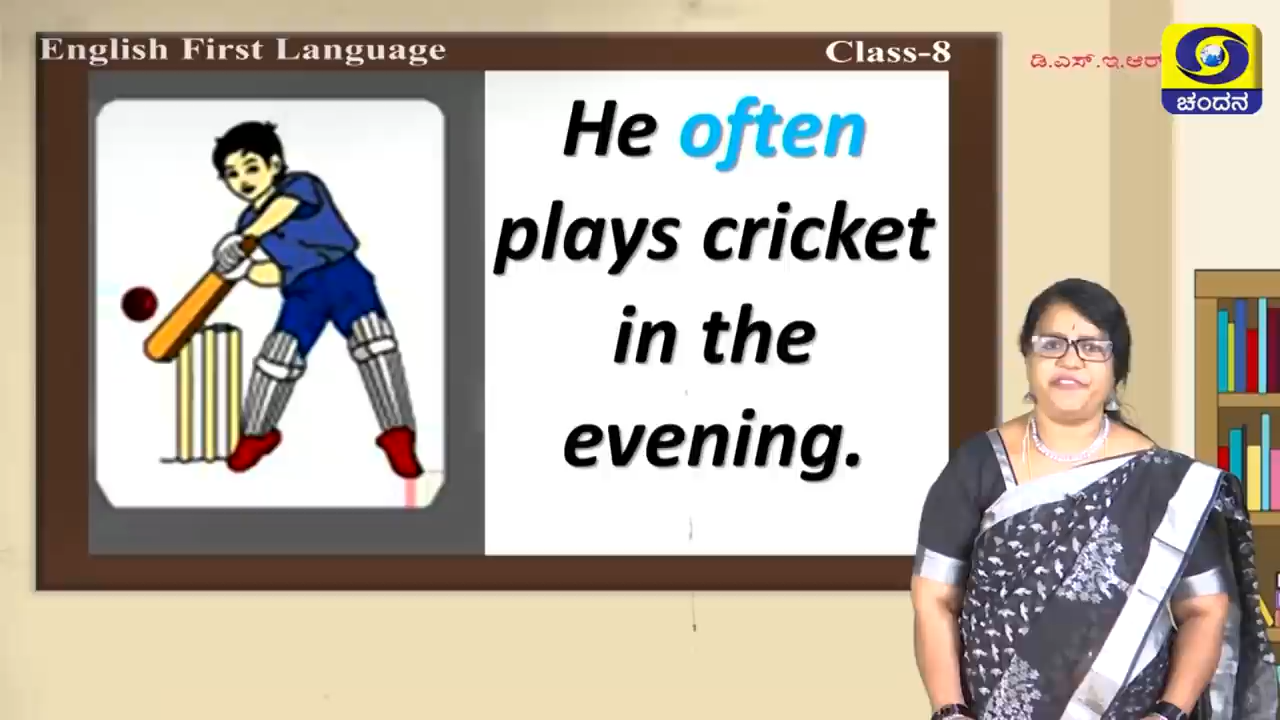 English First Language
Class-8
ಡಿ.ಎಸ್.ಇ.ಆರ್
ಚಂದನ
He often
plays cricket
in the
evening.